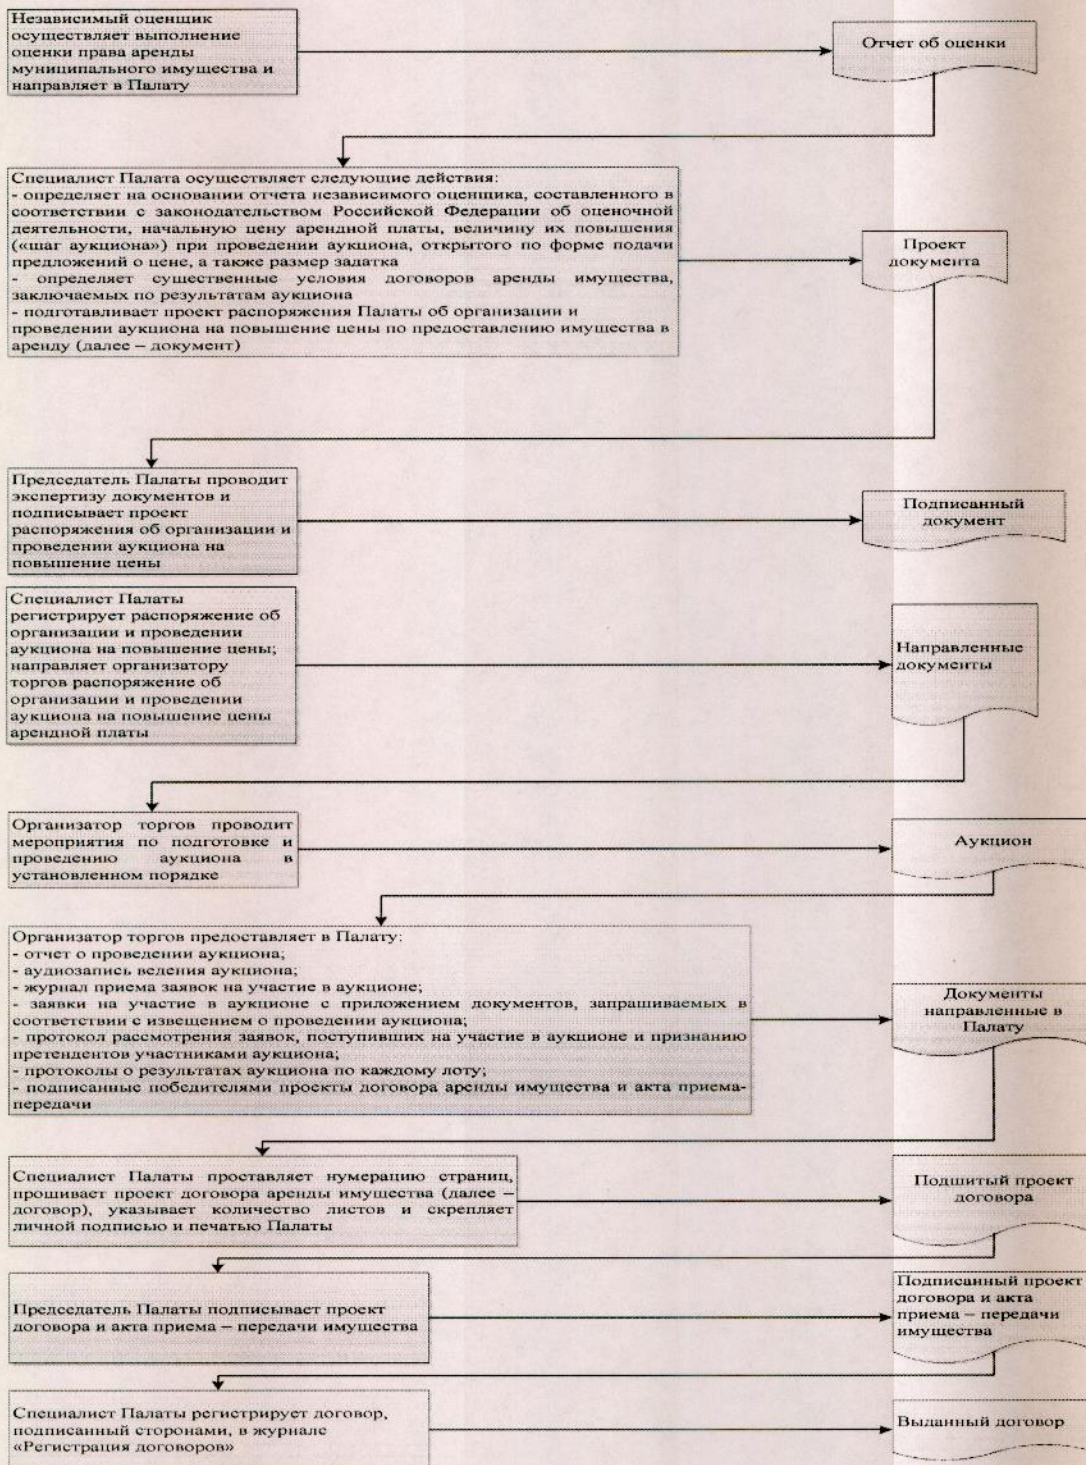 Независимый оценщик
осуществляет выполнение
оценки права аренды
муниципального имущества и
направляет в Палату
Отчет об оценки
Специалист Палата осуществляет следующие действия:
- определяет на основании отчета независимого оценщика, составленного в
соответствии с законодательством Российской Федерации об оценочной
деятельности, начальную цену арендной платы, величину их повышения
(«шаг аукциона») при проведении аукциона, открытого по форме подачи
предложений о цене, а также размер задатка
- определяет существенные условия договоров аренды имущества,
заключаемых по результатам аукциона
- подготавливает проект распоряжения Палаты об организации и
проведении аукциона на повышение цены по предоставлению имущества в
аренду (далее – документ)
Проект
документа
Председатель Палаты проводит
экспертизу документов и
подписывает проект
распоряжения об организации и
проведении аукциона на
повышение цены
Подписанный
документ
Специалист Палаты
регистрирует распоряжение об
организации и проведении
аукциона на повышение цены;
направляет организатору
торгов распоряжение об
организации и проведении
аукциона на повышение цены
арендной платы
Направленные
документы
Организатор торгов проводит
мероприятия по подготовке и
проведению аукциона в
установленном порядке
Аукцион
Организатор торгов предоставляет в Палату:
- отчет о проведении аукциона;
- аудиозапись ведения аукциона;
- журнал приема заявок на участие в аукционе;
- заявки на участие в аукционе с приложением документов, запрашиваемых в
соответствии с извещением о проведении аукциона;
- протокол рассмотрения заявок, поступивших на участие в аукционе и признанию
претендентов участниками аукциона;
- протоколы о результатах аукциона по каждому лоту;
- подписанные победителями проекты договора аренды имущества и акта приема-
передачи
Документы
направленные в
Палату
Специалист Палаты проставляет нумерацию страниц,
прошивает проект договора аренды имущества (далее –
договор), указывает количество листов и скрепляет
личной подписью и печатью Палаты
Подшитый проект
договора
Председатель Палаты подписывает проект
договора и акта приема – передачи имущества
Подписанный проект
договора и акта
приема – передачи
имущества
Специалист Палаты регистрирует договор,
подписанный сторонами, в журнале
«Регистрация договоров»
Выданный договор